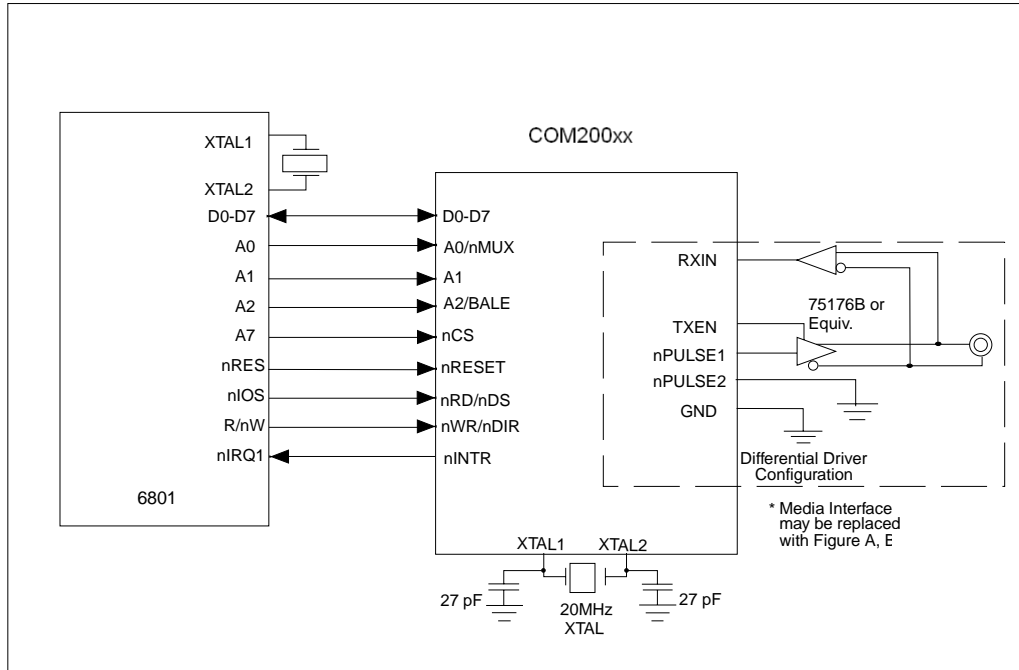 COM200xx
XTAL1
XTAL2
D0-D7
A0
A1
A2
A7
nRES
nIOS
R/nW
nIRQ1
6801
D0-D7
A0/nMUX
A1
A2/BALE
nCS
nRESET
nRD/nDS
nWR/nDIR
nINTR
RXIN
TXEN
nPULSE1
nPULSE2
GND
75176B or
Equiv.
Differential Driver
Configuration
* Media Interface
may be replaced
with Figure A, B
XTAL1
XTAL2
27 pF
20MHz
XTAL
27 pF